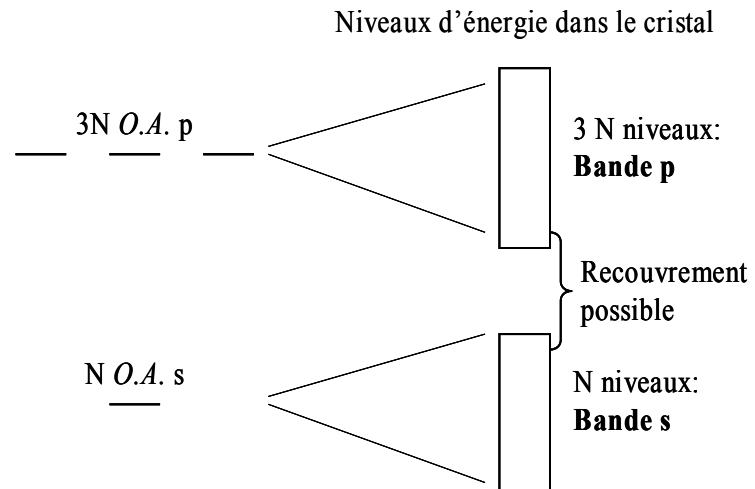 Niveaux d'énergie dans le cristal
3N O.A. p
3 N niveaux:
Bande p
Recouvrement
possible
N O.A. s
N niveaux:
Bande s